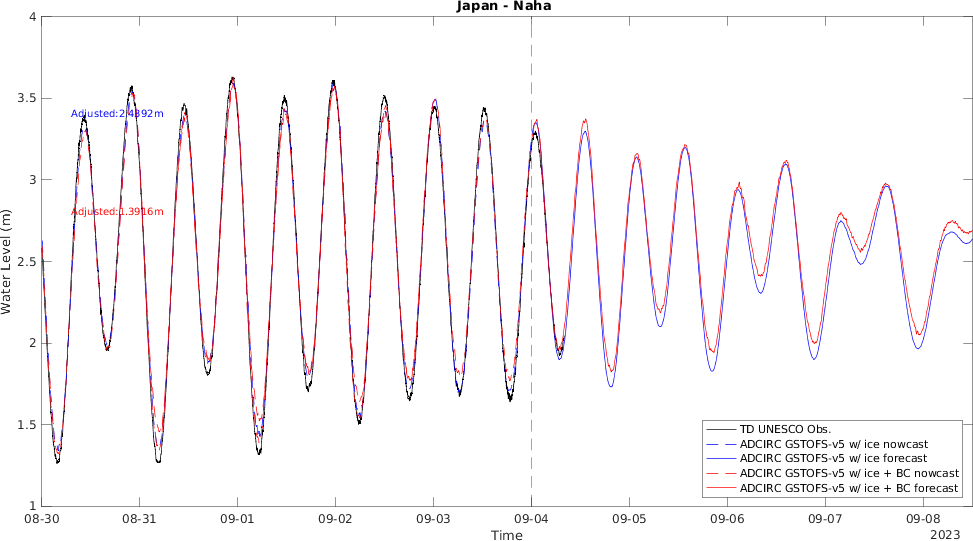 Japan - Naha
4
3.5
3
2.5
2
1.5
1
Water Level (m)
Adjusted:2.4392m
Adjusted:1.3916m
TD UNESCO Obs.
ADCIRC GSTOFS-v5 w/ ice nowcast
ADCIRC GSTOFS-v5 w/ ice forecast
ADCIRC GSTOFS-v5 w/ ice + BC nowcast
ADCIRC GSTOFS-v5 w/ ice + BC forecast
08-30 08-31 09-01 09-02 09-03 09-04 09-05 09-06 09-07 09-08
Time
2023